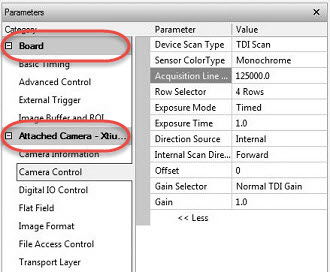 Parameters
Category
Board
Basic Timing
Advanced Control
External Trigger
Image Buffer and ROI
Attached Camera - Xtiu...
Camera Information
Camera Control
Digital IO Control
Flat Field
Image Format
File Access Control
Transport Layer
Parameter Value
Device Scan Type TDI Scan
Sensor ColorType Monochrome
Acquisition Line ... 125000.0
Row Selector 4 Rows
Exposure Mode Timed
Exposure Time 1.0
Direction Source Internal
Internal Scan Dire... Forward
Offset 0
Gain Selector Normal TDI Gain
Gain 1.0
<< Less